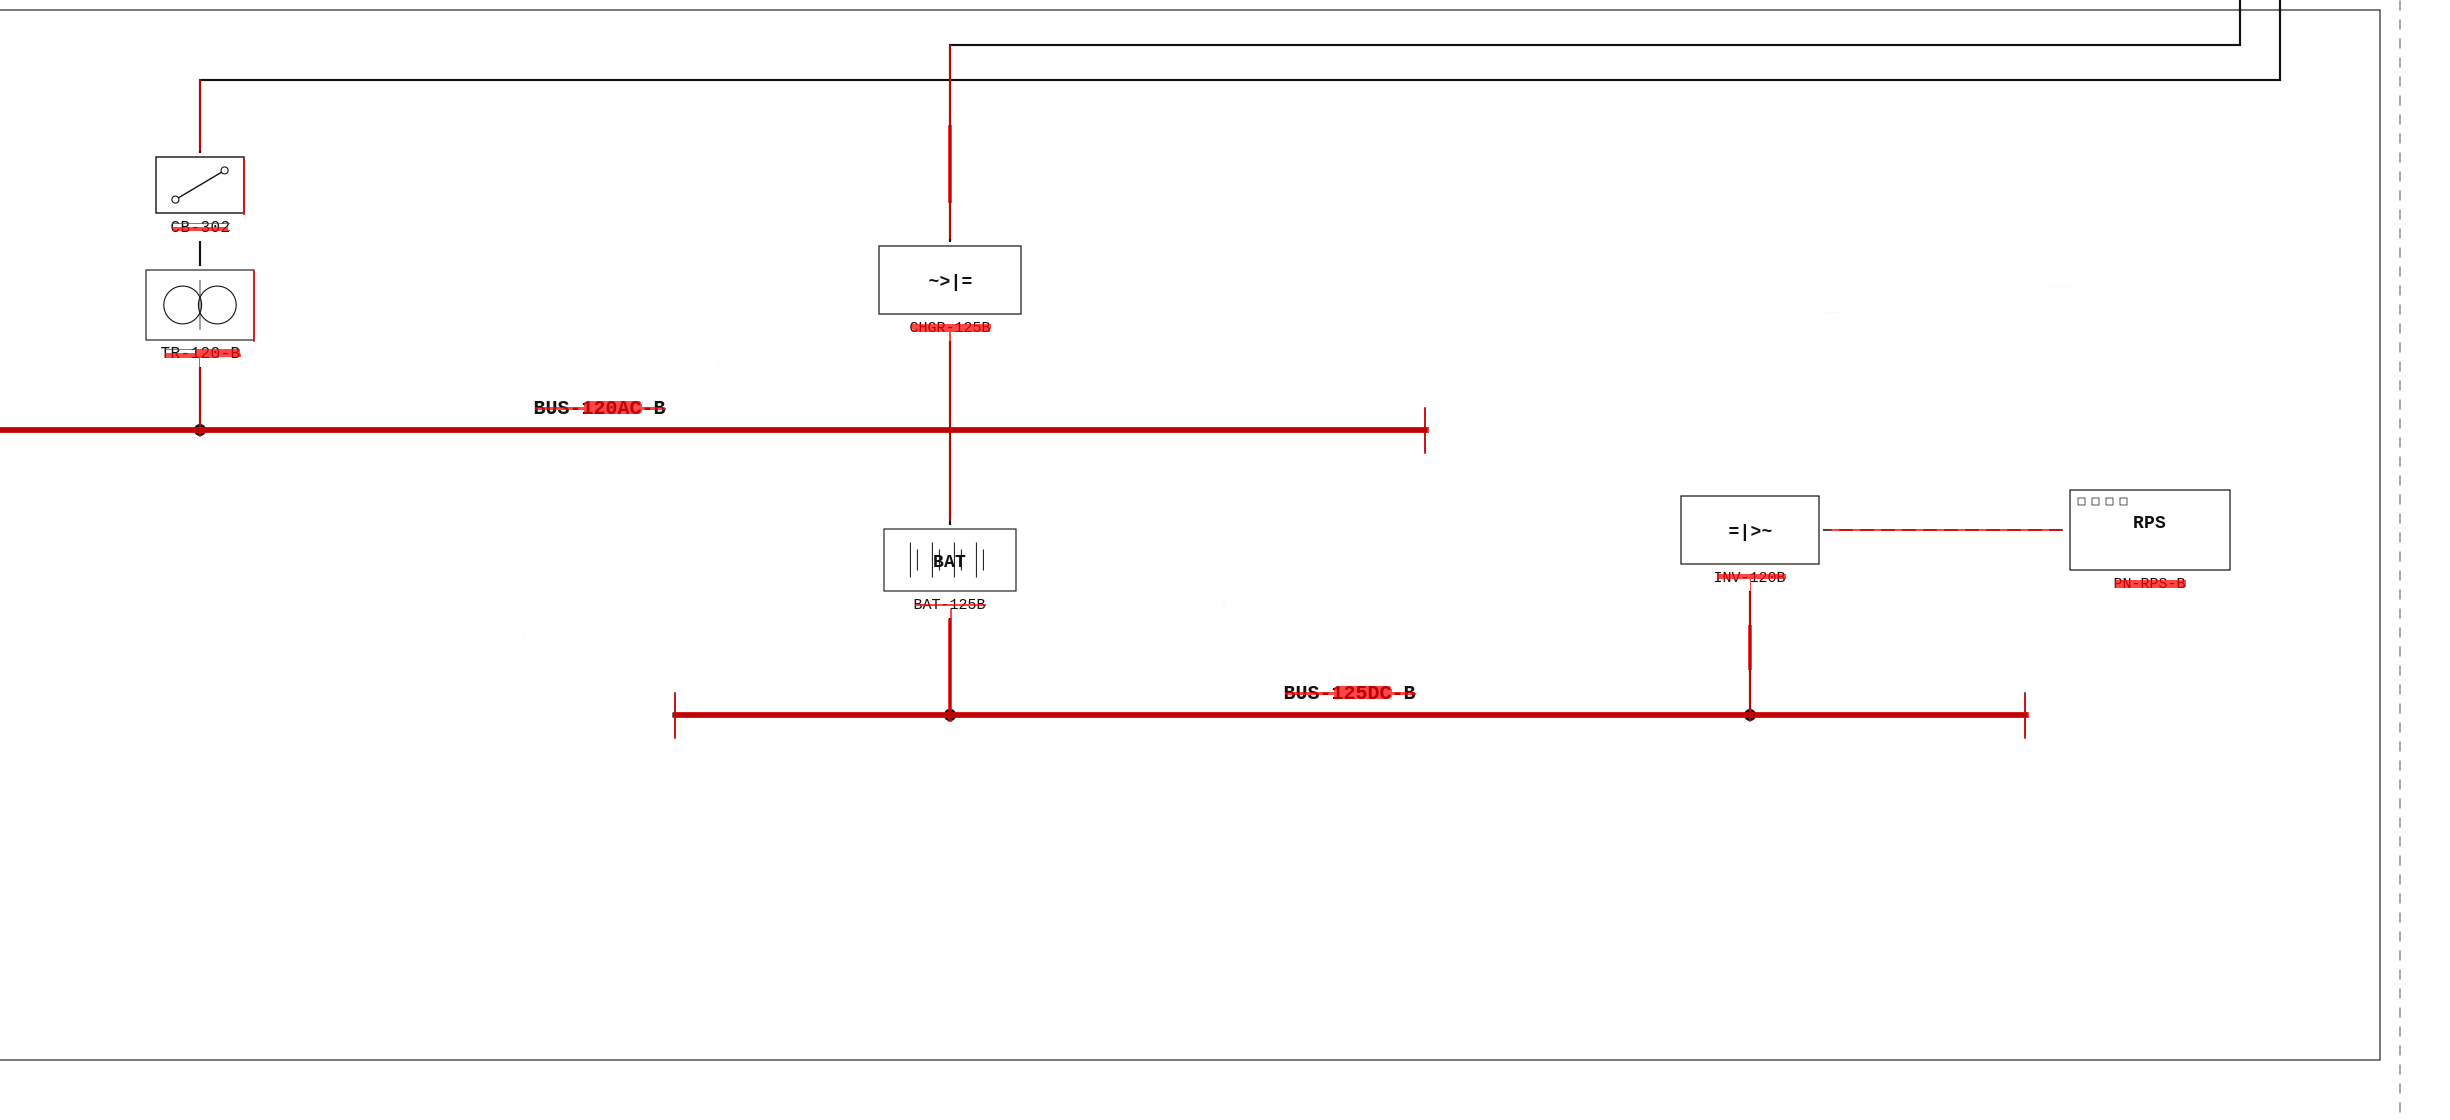 CB-302
~>|=
CHGR-125B
TR-120-B
BUS-120AC-B
=|>~
INV-120B
RPS
PN-RPS-B
BAT
BAT-125B
BUS-125DC-B